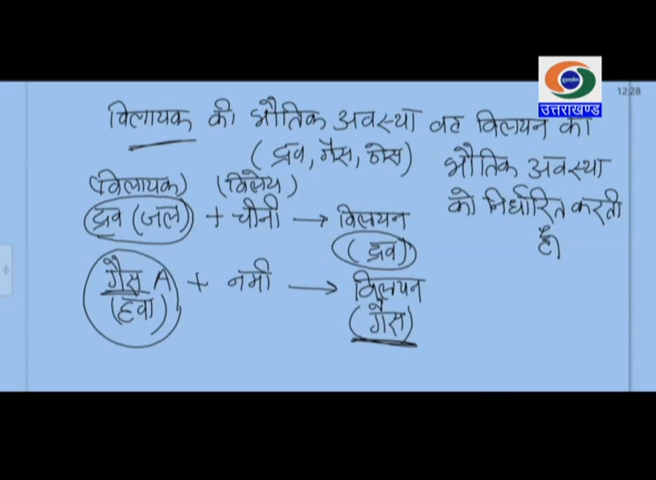 उत्तराखण्ड
12:28
विलायक की भौतिक अवस्था वह विलयन की
(द्रव, गैस, ठोस) भौतिक अवस्था
(विलायक) (विलेय) को निर्धारित करती
द्रव (जल) + चीनी → विलयन है।
(द्रव)
गैस A + नमी → विलयन
(हवा) (गैस)